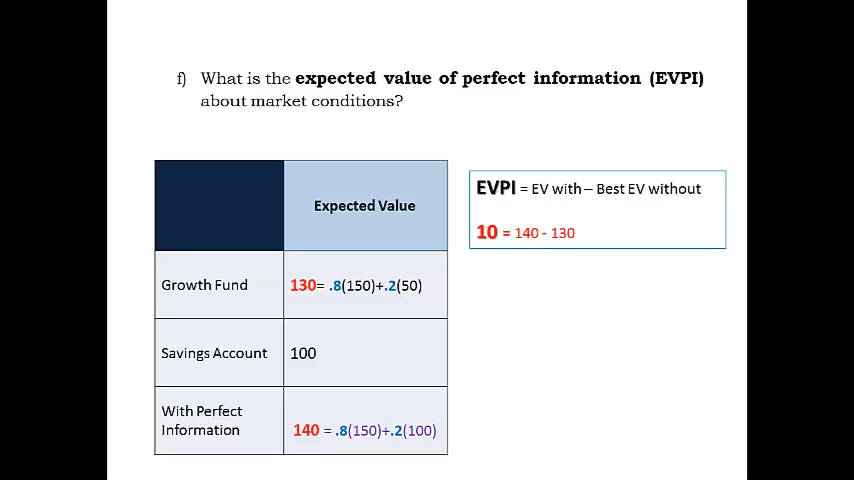 f) What is the expected value of perfect information (EVPI)
about market conditions?
Expected Value
EVPI = EV with – Best EV without
10 = 140 - 130
Growth Fund
130= .8(150)+.2(50)
Savings Account
100
With Perfect
Information
140 = .8(150)+.2(100)